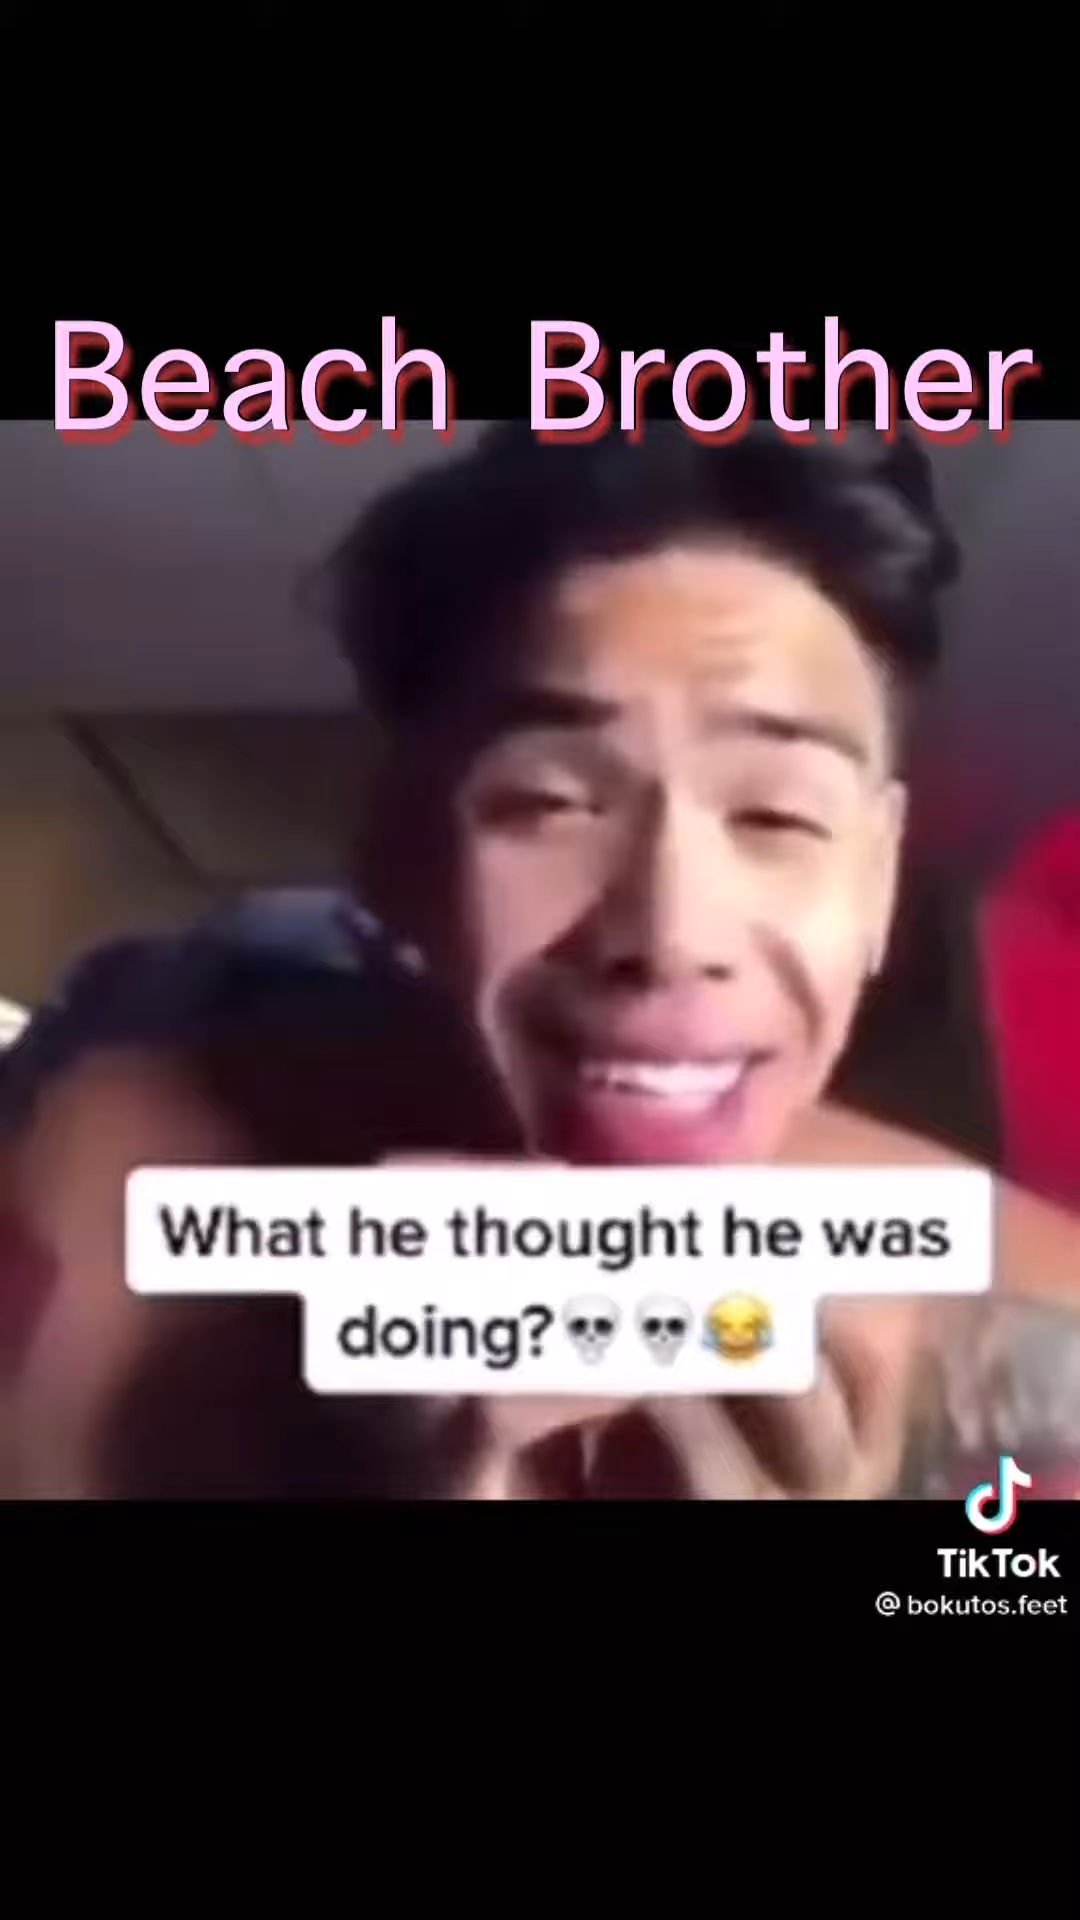 Beach Brother
What he thought he was
doing?💀💀😂
TikTok
@bokutos.feet